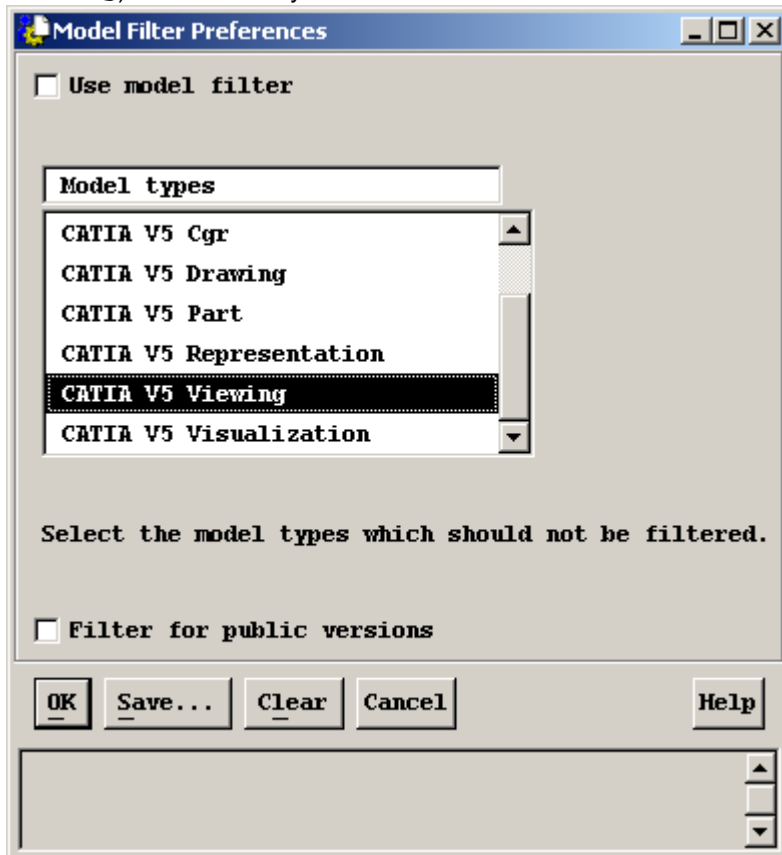 Model Filter Preferences
Use model filter
Model types
CATIA V5 Cgr
CATIA V5 Drawing
CATIA V5 Part
CATIA V5 Representation
CATIA V5 Viewing
CATIA V5 Visualization
Select the model types which should not be filtered.
Filter for public versions
OK Save... Clear Cancel Help